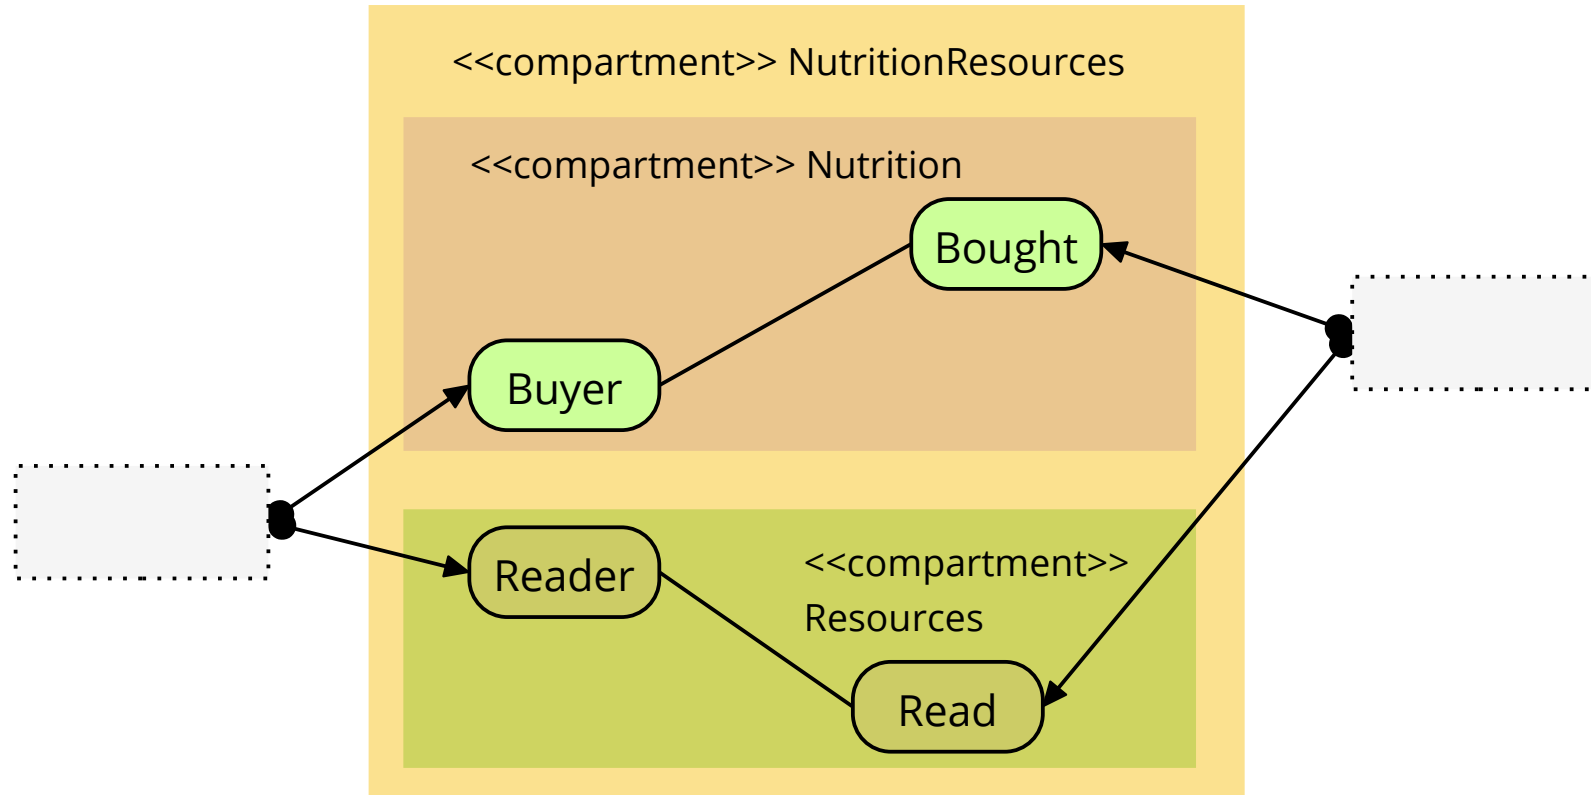 <<compartment>> NutritionResources
<<compartment>> Nutrition
Bought
Buyer
Reader
<<compartment>>
Resources
Read